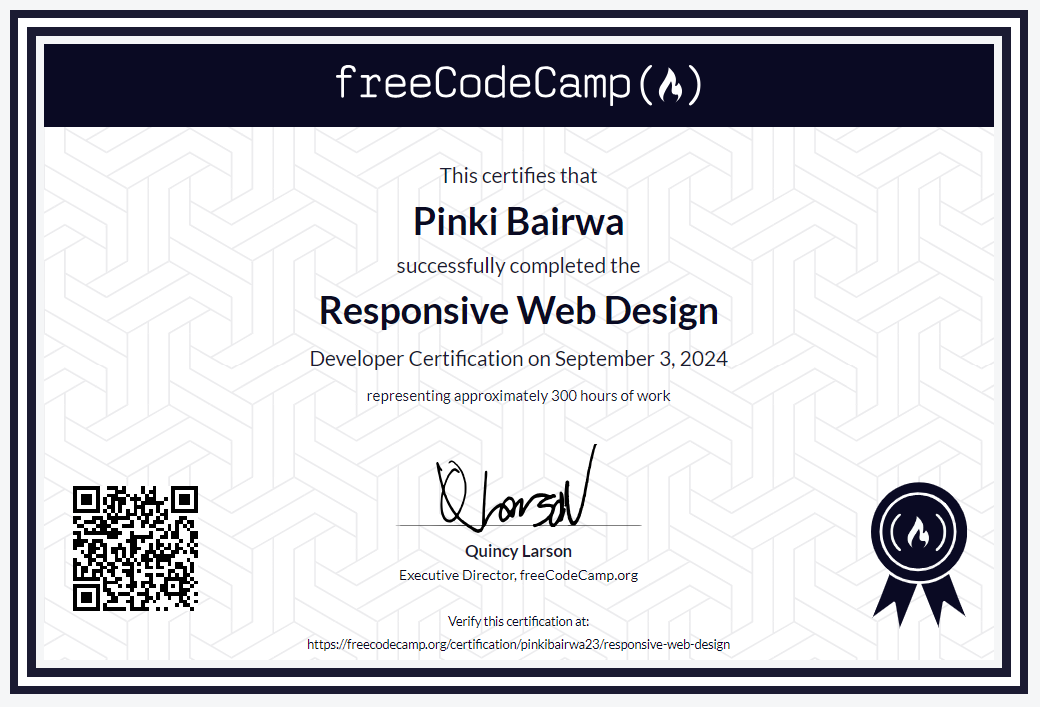 freeCodeCamp
This certifies that
Pinki Bairwa
successfully completed the
Responsive Web Design
Developer Certification on September 3, 2024
representing approximately 300 hours of work
Q Larson
Quincy Larson
Executive Director, freeCodeCamp.org
Verify this certification at:
https://freecodecamp.org/certification/pinkibairwa23/responsive-web-design